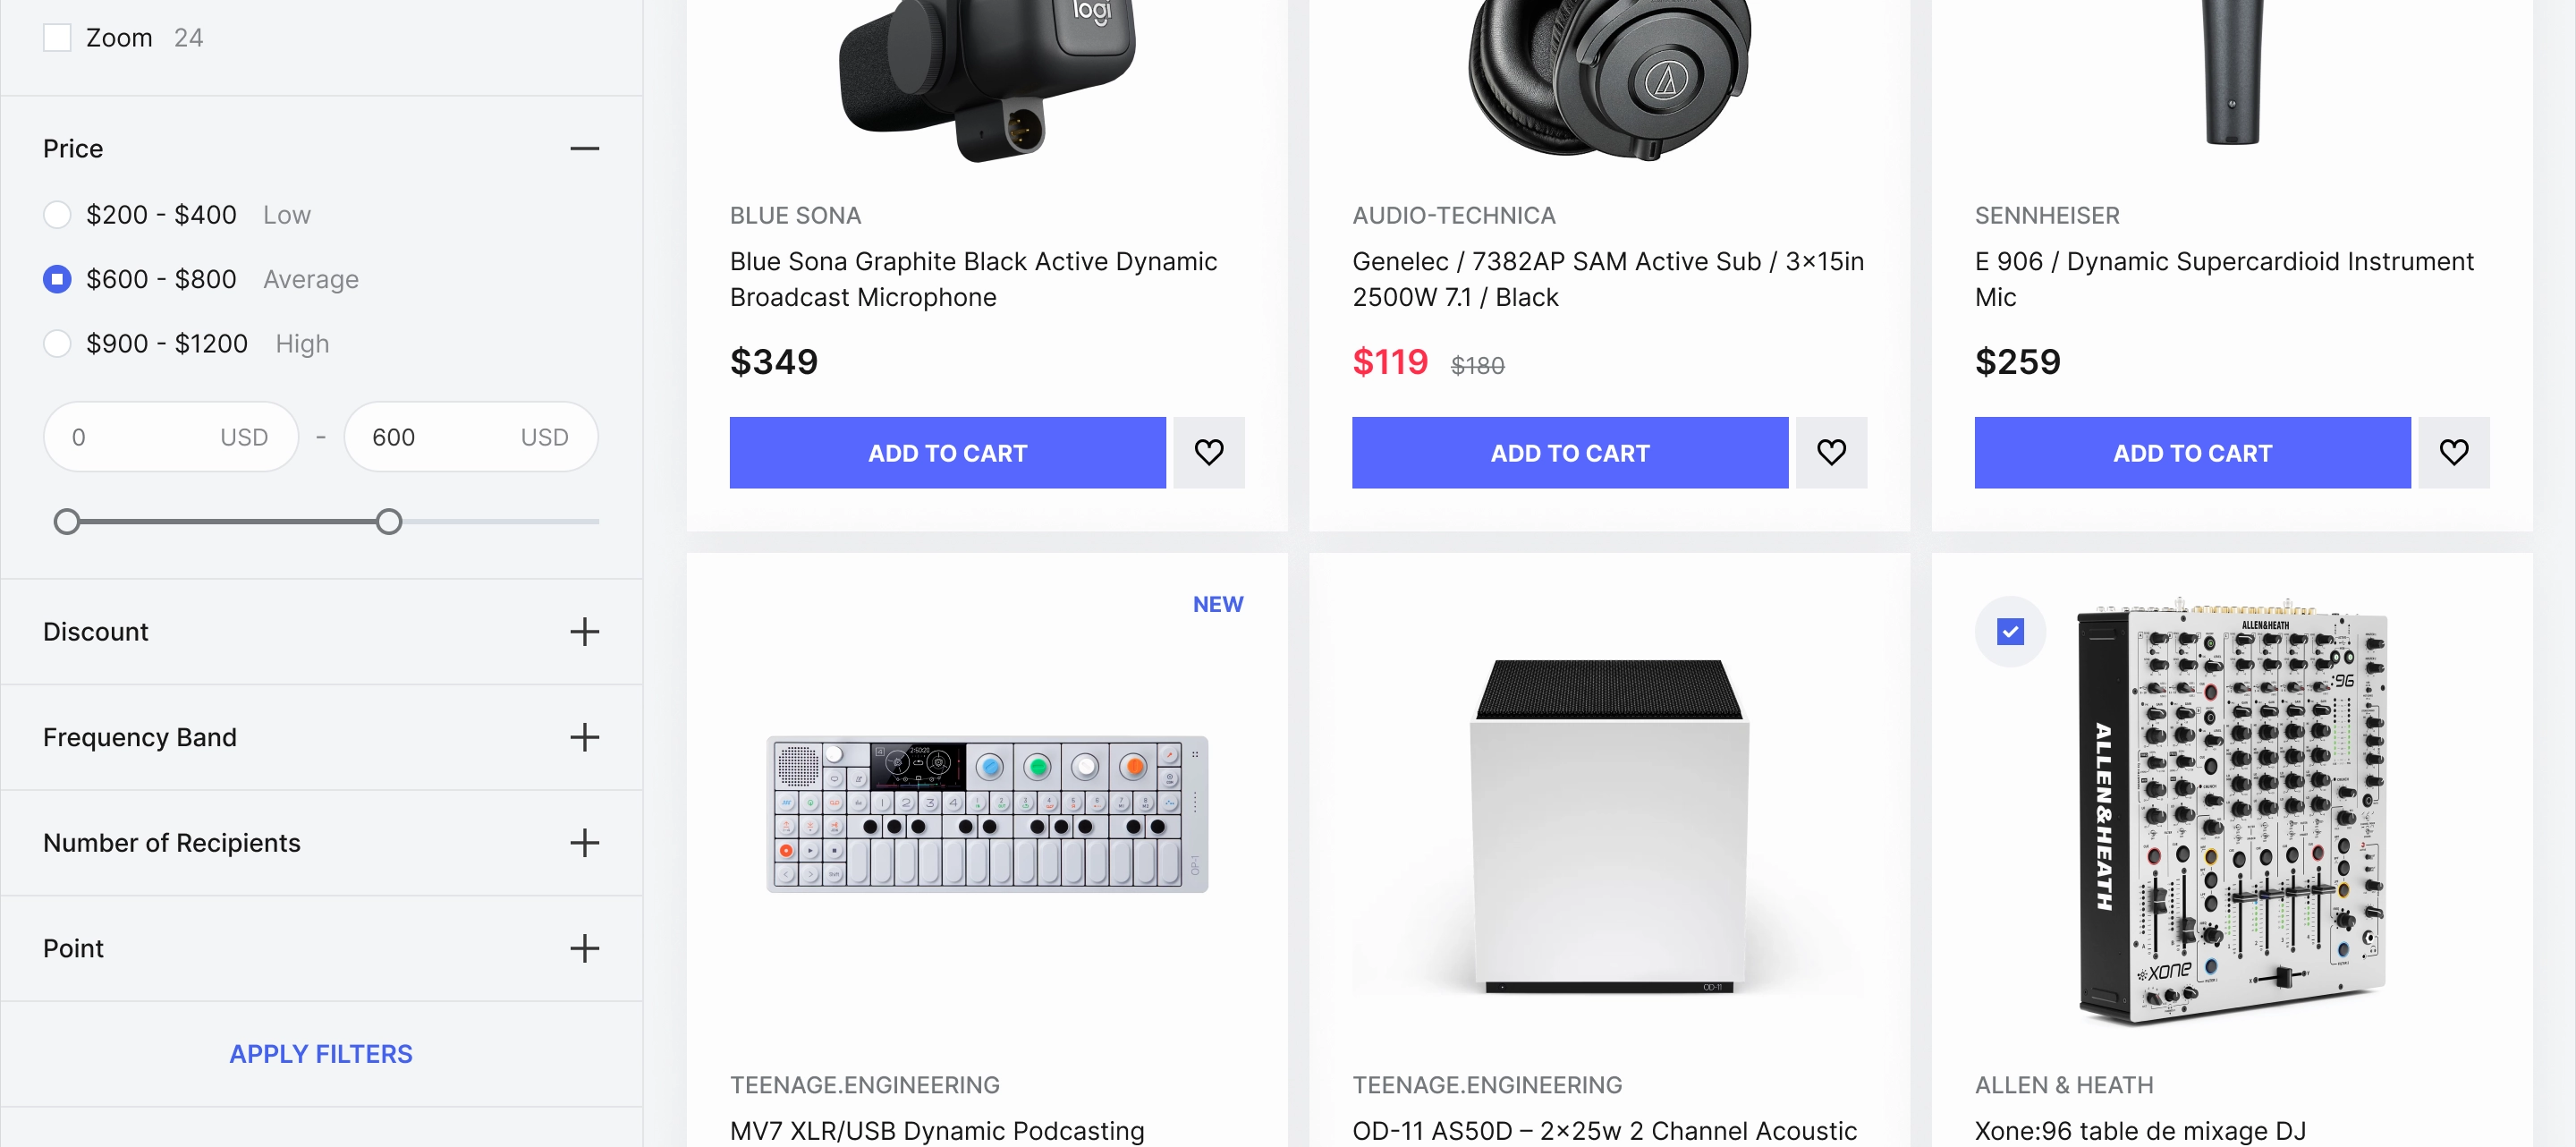 Zoom 24
Price
$200 - $400 Low
$600 - $800 Average
$900 - $1200 High
0 USD - 600 USD
Discount
Frequency Band
Number of Recipients
Point
APPLY FILTERS
logi
BLUE SONA
Blue Sona Graphite Black Active Dynamic
Broadcast Microphone
$349
ADD TO CART
AUDIO-TECHNICA
Genelec / 7382AP SAM Active Sub / 3×15in
2500W 7.1 / Black
$119 $180
ADD TO CART
SENNHEISER
E 906 / Dynamic Supercardioid Instrument
Mic
$259
ADD TO CART
NEW
OP-1
TEENAGE.ENGINEERING
MV7 XLR/USB Dynamic Podcasting
OD-11
TEENAGE.ENGINEERING
OD-11 AS50D – 2×25w 2 Channel Acoustic
ALLEN&HEATH
:96
ALLEN&HEATH
XONE
ALLEN & HEATH
Xone:96 table de mixage DJ